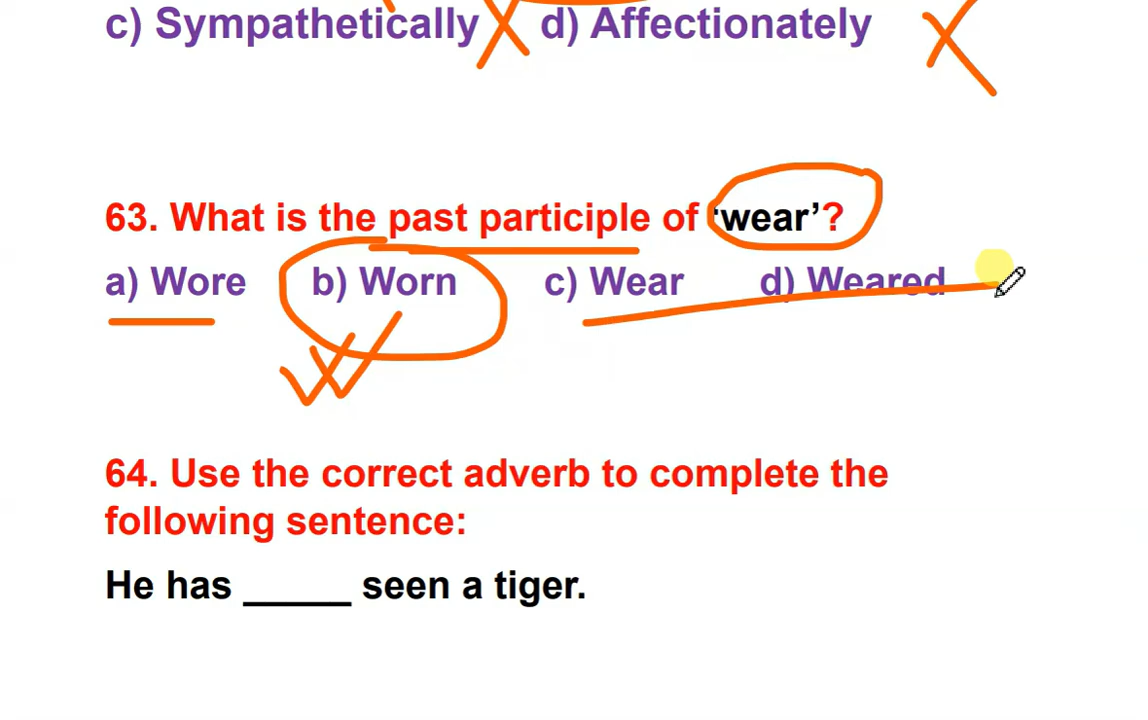 c) Sympathetically d) Affectionately
63. What is the past participle of ‘wear’?
a) Wore b) Worn c) Wear d) Weared
64. Use the correct adverb to complete the
following sentence:
He has _____ seen a tiger.